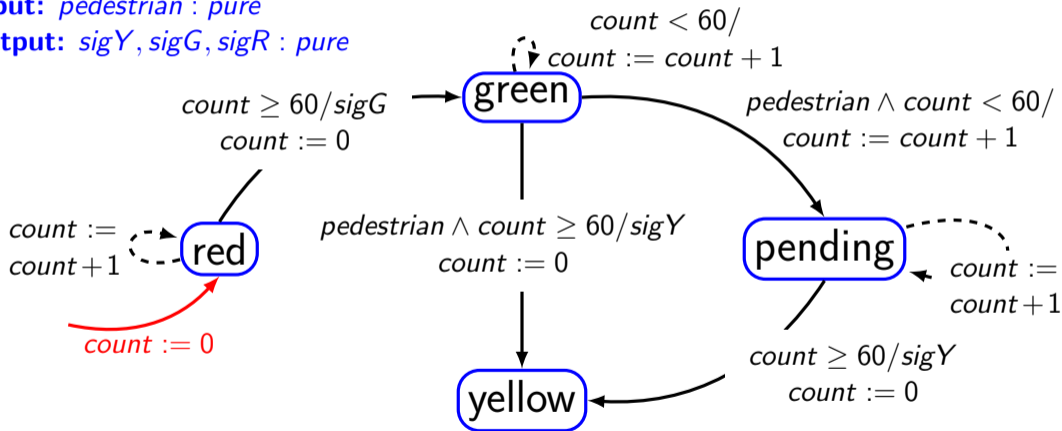 put: pedestrian : pure
tput: sigY, sigG, sigR : pure
count < 60/
count := count + 1
count ≥ 60/sigG
count := 0
green
pedestrian ∧ count < 60/
count := count + 1
count :=
count + 1
red
pedestrian ∧ count ≥ 60/sigY
count := 0
pending
count :=
count + 1
count := 0
count ≥ 60/sigY
count := 0
yellow